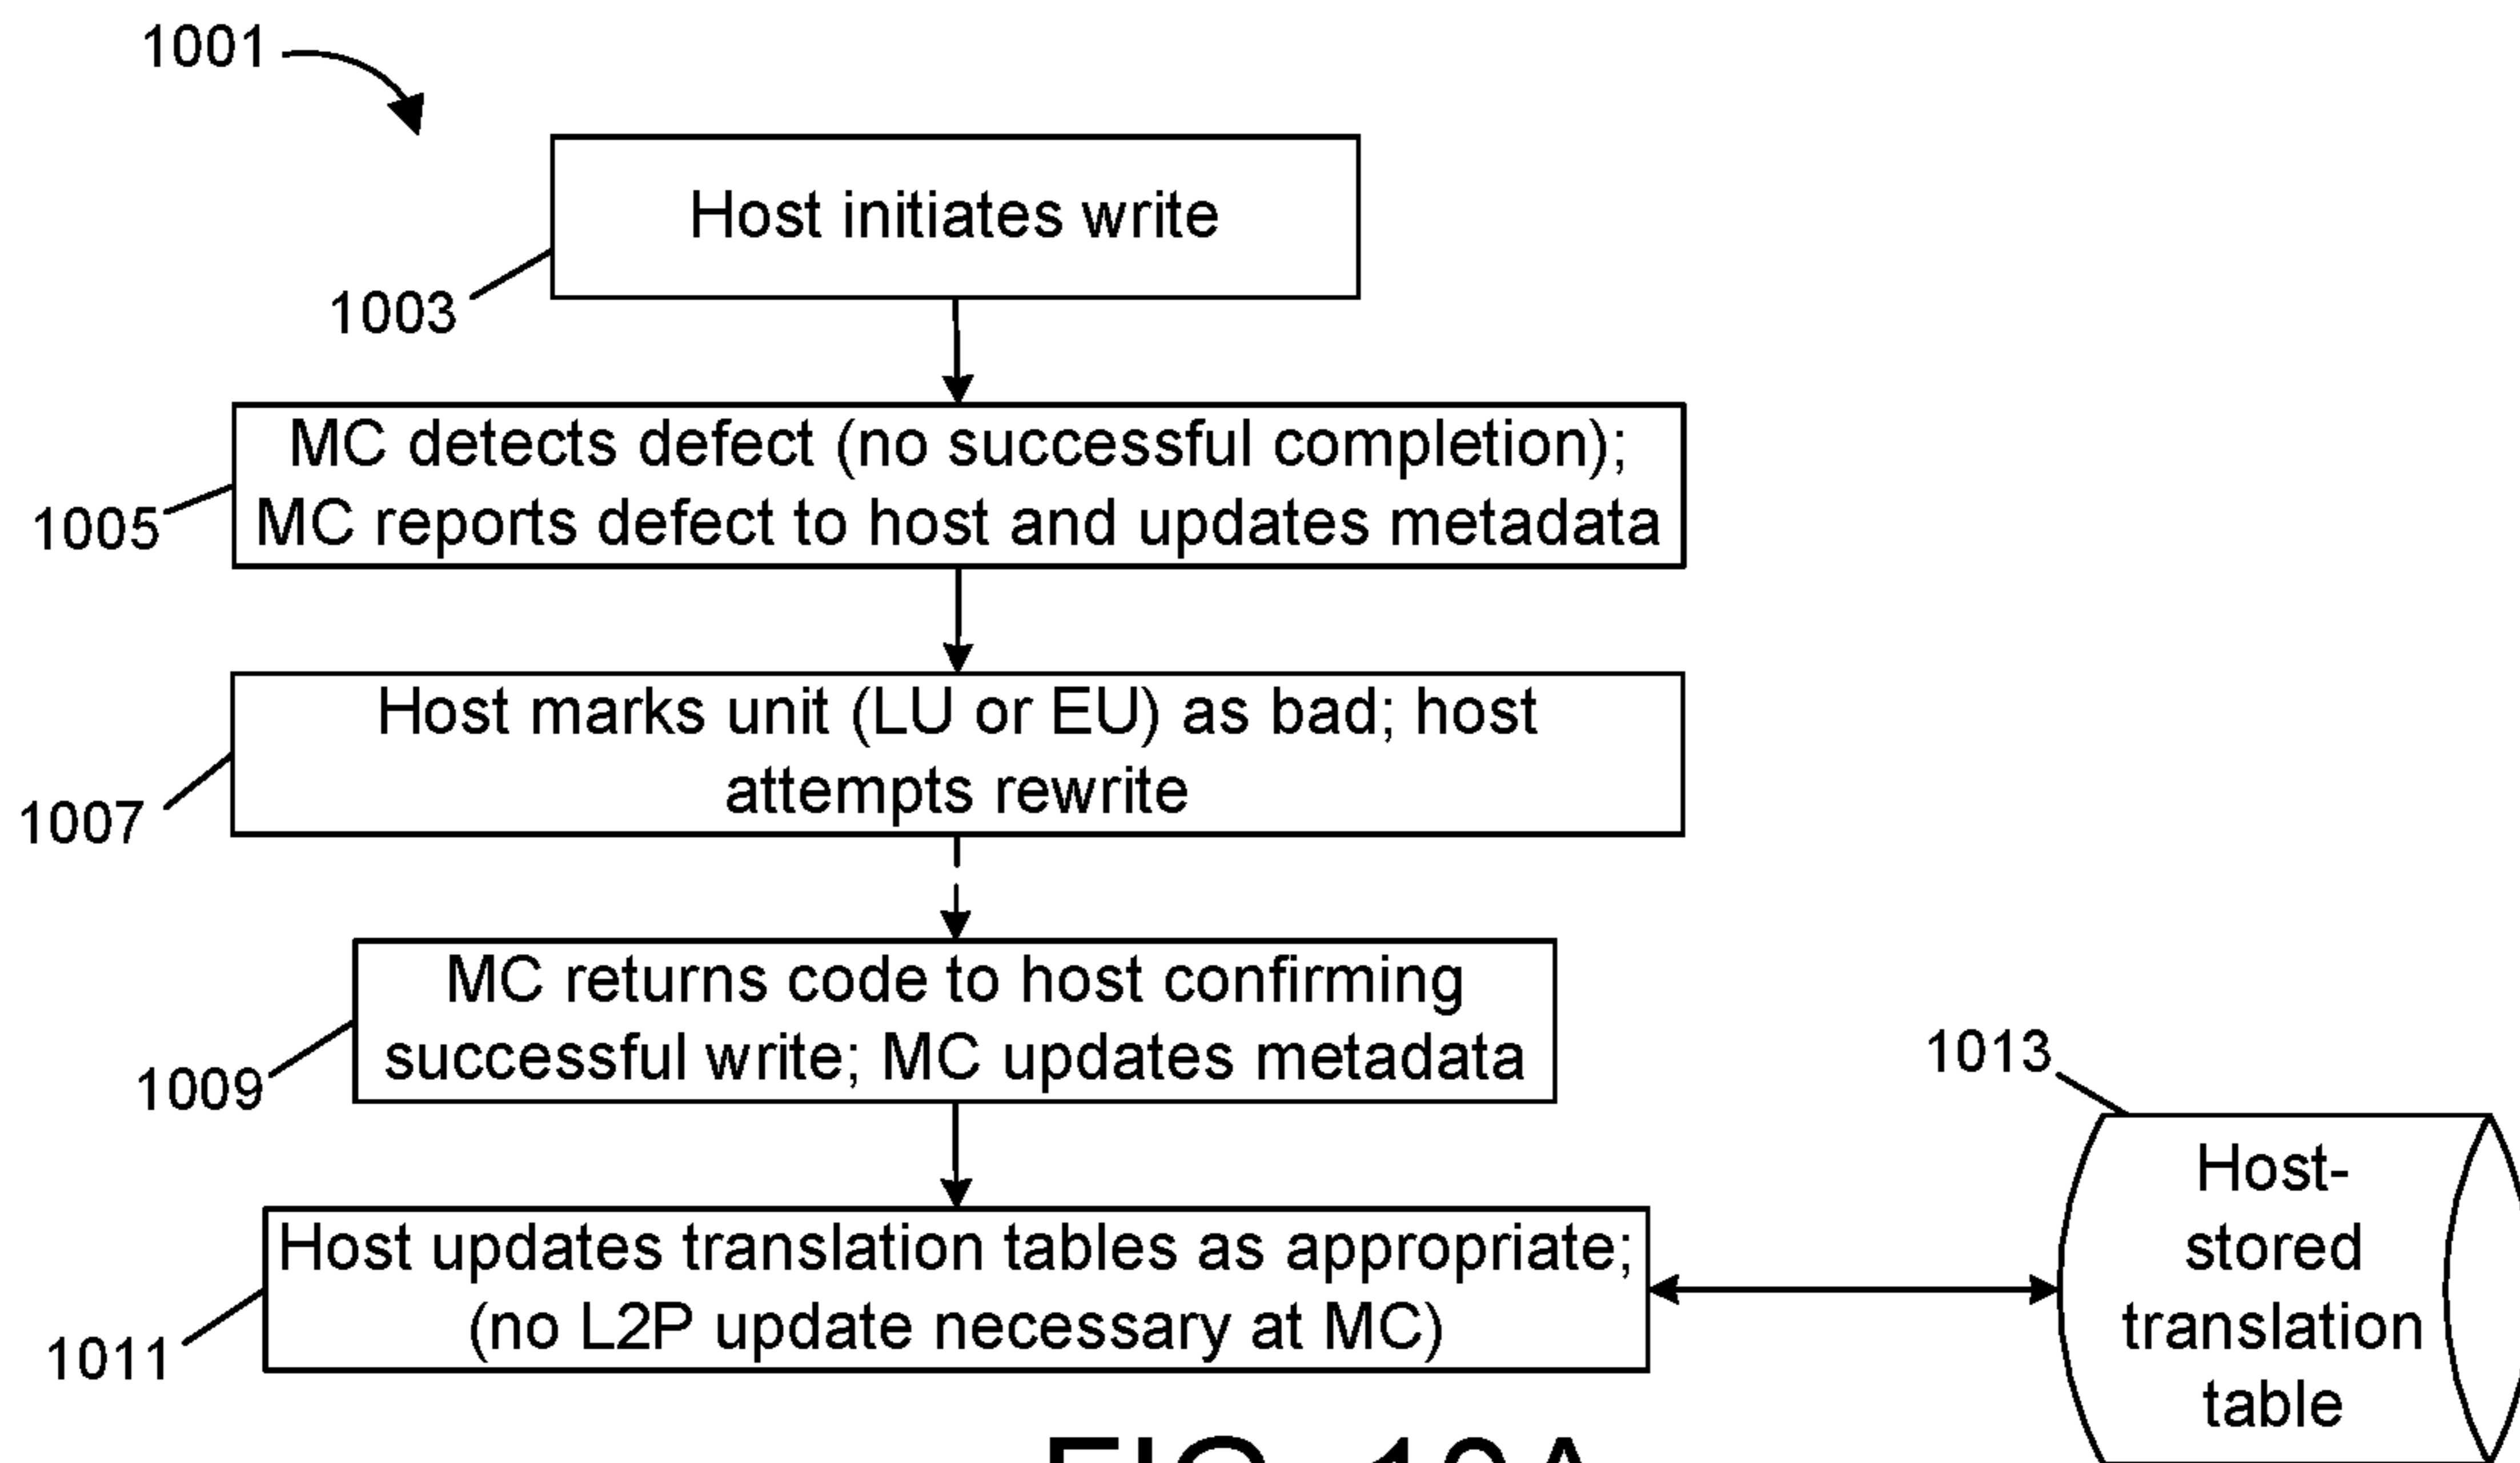 1001
Host initiates write
1003
MC detects defect (no successful completion);
MC reports defect to host and updates metadata
1005
Host marks unit (LU or EU) as bad; host
attempts rewrite
1007
MC returns code to host confirming
successful write; MC updates metadata
1009
1013
Host-
stored
translation
table
Host updates translation tables as appropriate;
(no L2P update necessary at MC)
1011